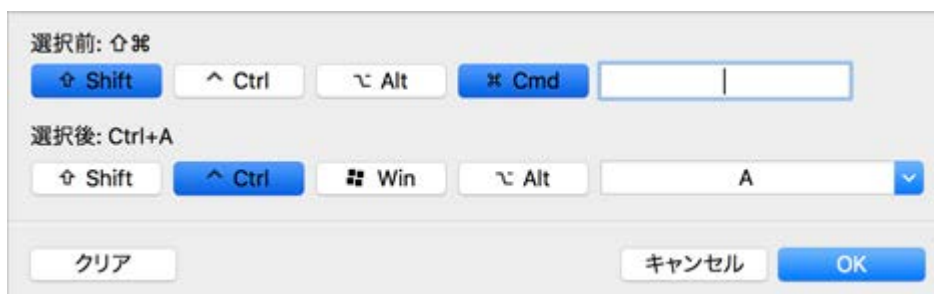 選択前: ⇧⌘
⇧ Shift ^ Ctrl ⌥ Alt ⌘ Cmd
選択後: Ctrl+A
⇧ Shift ^ Ctrl Win ⌥ Alt A
クリア キャンセル OK